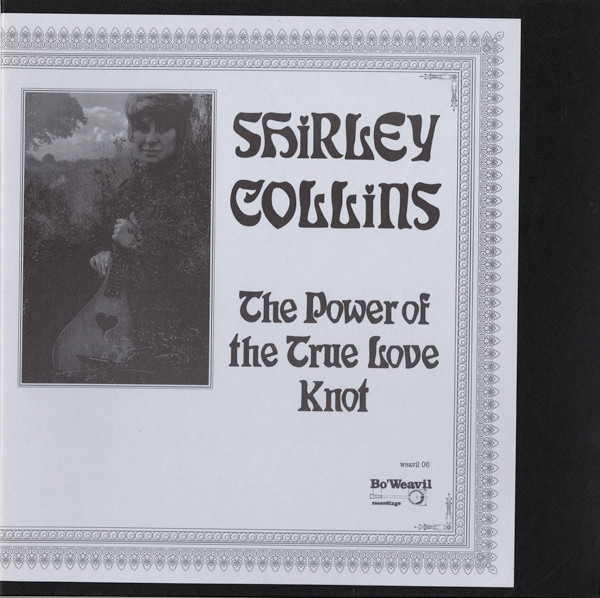 SHiRLEY
COLLiNS
The Power of
the True Love
Knot
weavil 06
Bo'Weavil
recordings